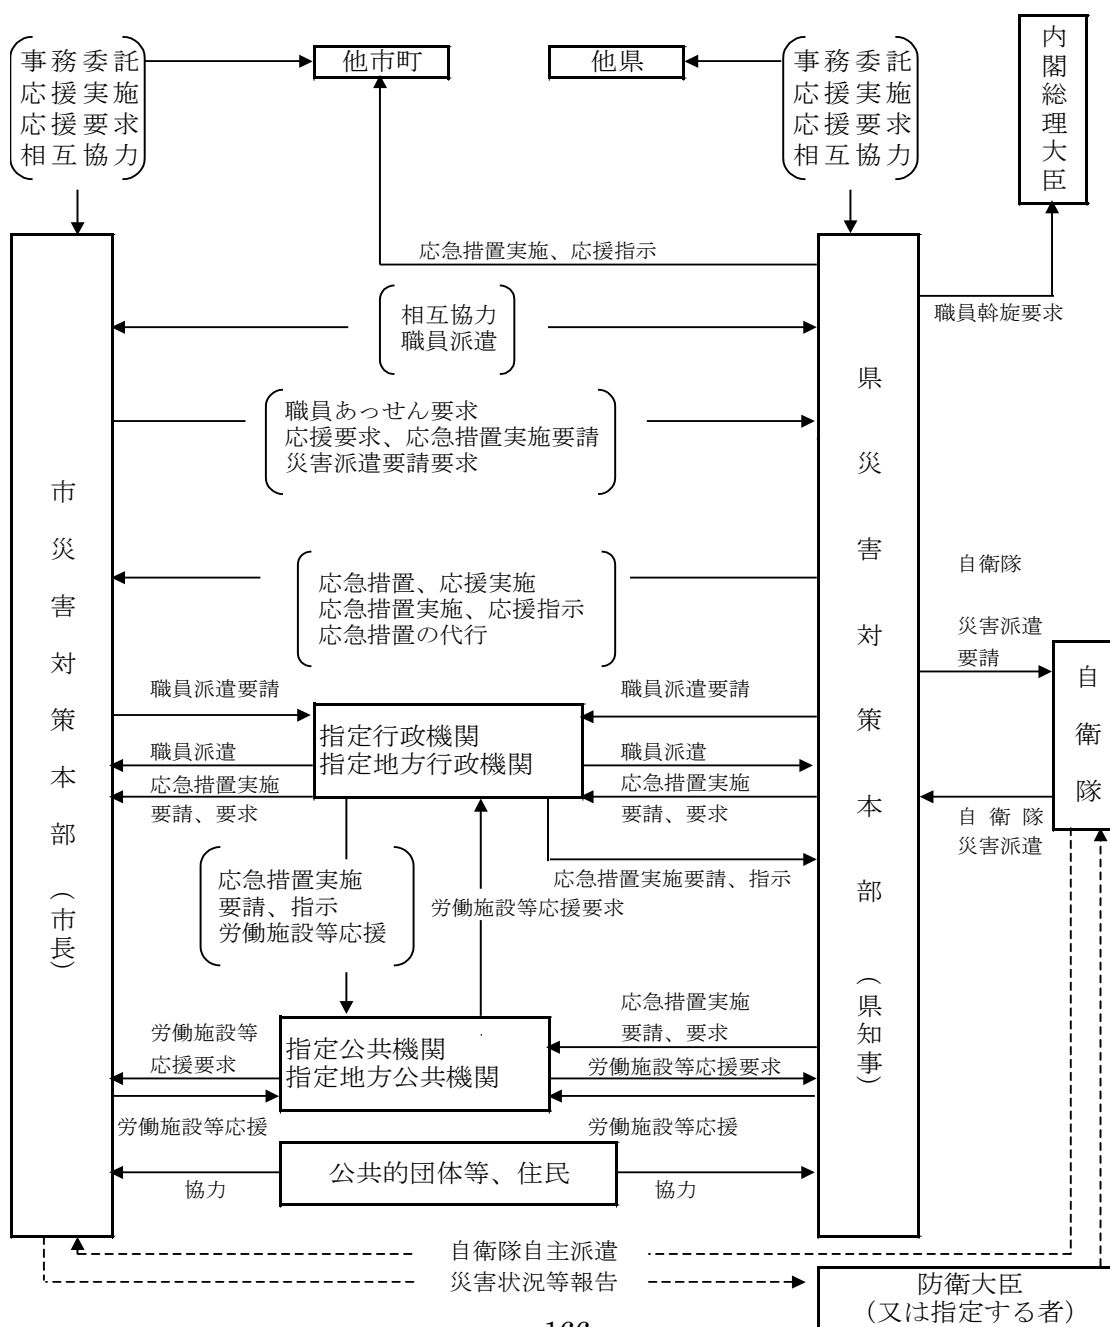 事務委託
応援実施
応援要求
相互協力
他市町
他県
事務委託
応援実施
応援要求
相互協力
内閣総理大臣
応急措置実施、応援指示
職員斡旋要求
相互協力
職員派遣
職員あっせん要求
応援要求、応急措置実施要請
災害派遣要請要求
応急措置、応援実施
応急措置実施、応援指示
応急措置の代行
市災害対策本部（市長）
県災害対策本部（県知事）
自衛隊
災害派遣
要請
自衛隊
自衛隊
災害派遣
職員派遣要請
職員派遣要請
指定行政機関
指定地方行政機関
職員派遣
職員派遣
応急措置実施
要請、要求
応急措置実施
要請、要求
応急措置実施
要請、指示
労働施設等応援
労働施設等応援要求
応急措置実施要請、指示
応急措置実施
要請、要求
労働施設等
応援要求
指定公共機関
指定地方公共機関
労働施設等応援要求
労働施設等応援
労働施設等応援
公共的団体等、住民
協力
協力
自衛隊自主派遣
災害状況等報告
防衛大臣
（又は指定する者）